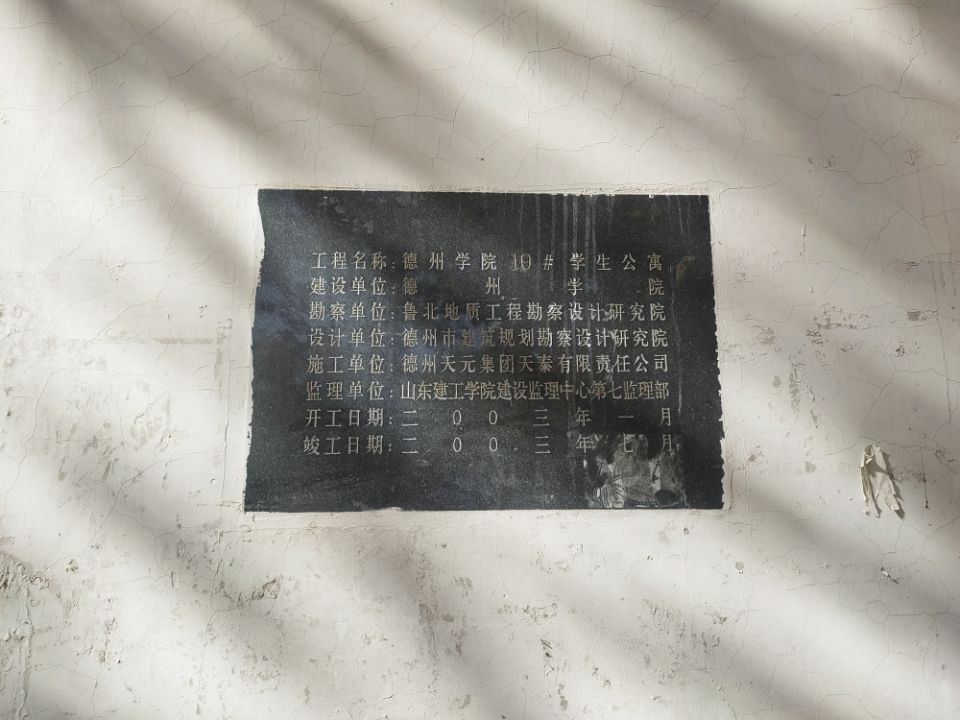 工程名称:德州学院10#学生公寓
建设单位:德州学院
勘察单位:鲁北地质工程勘察设计研究院
设计单位:德州市建筑规划勘察设计研究院
施工单位:德州天元集团天泰有限责任公司
监理单位:山东建工学院建设监理中心第七监理部
开工日期:二00三年一月
竣工日期:二00三年七月